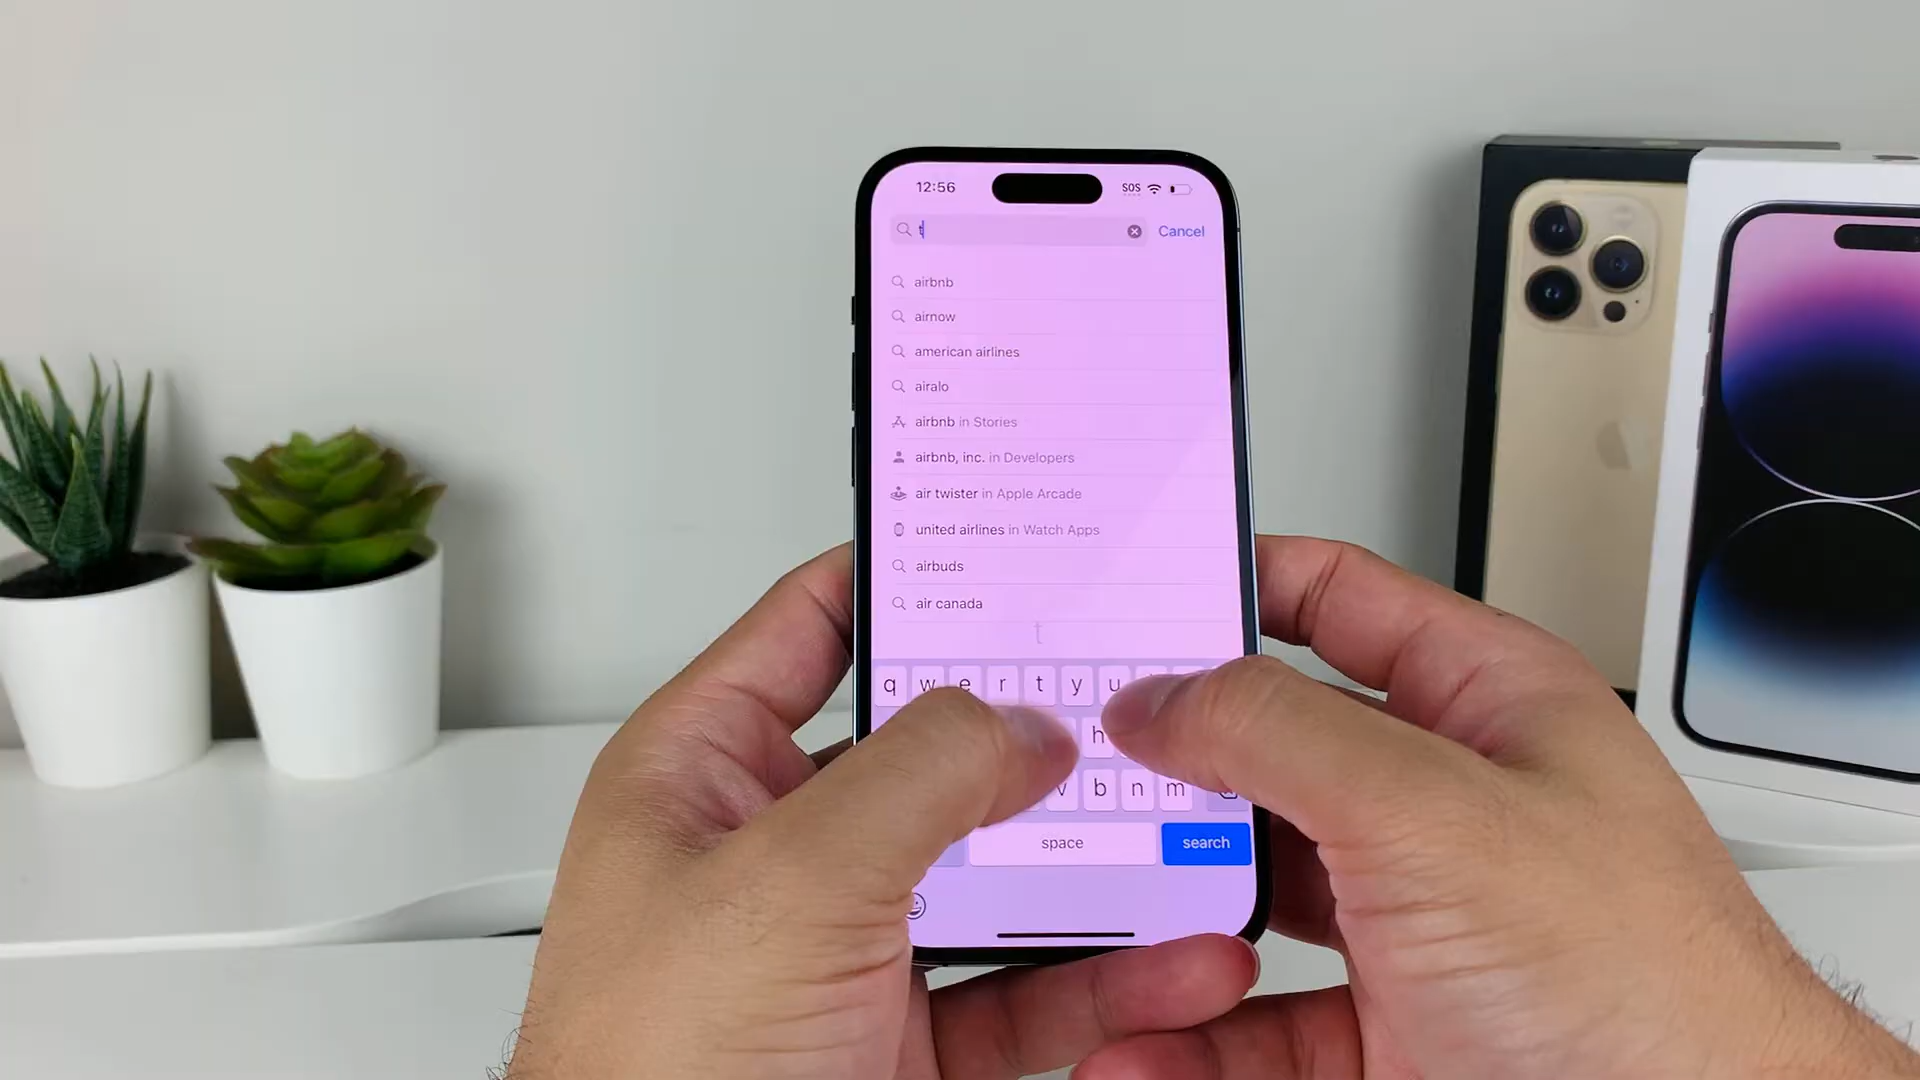 12:56 SOS
t Cancel
airbnb
airnow
american airlines
airalo
airbnb in Stories
airbnb, inc. in Developers
air twister in Apple Arcade
united airlines in Watch Apps
airbuds
air canada
t
q w e r t y u
h
v b n m
space search